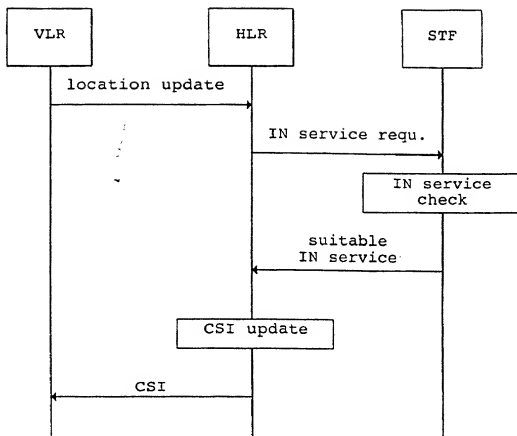 VLR
HLR
STF
location update
IN service requ.
IN service
check
suitable
IN service
CSI update
CSI